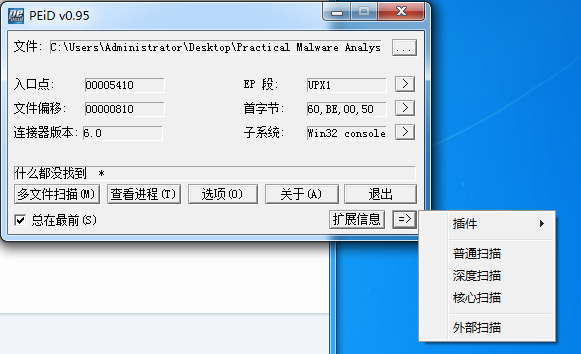 PEiD v0.95
文件: C:\Users\Administrator\Desktop\Practical Malware Analys ...
入口点: 00005410 EP 段: UPX1 >
文件偏移: 00000810 首字节: 60,BE,00,50 >
连接器版本: 6.0 子系统: Win32 console >
什么都没找到 *
多文件扫描(M) 查看进程(T) 选项(O) 关于(A) 退出
总在最前(S) 扩展信息 =>
插件
普通扫描
深度扫描
核心扫描
外部扫描